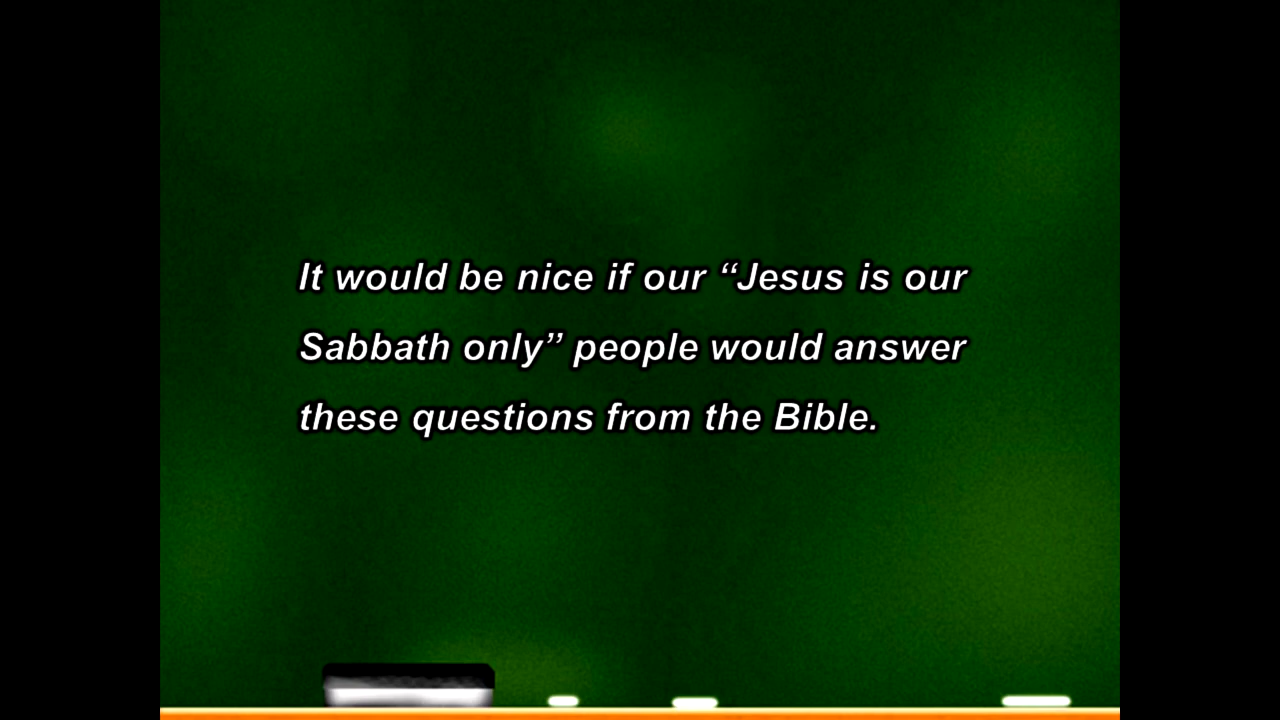 It would be nice if our “Jesus is our
Sabbath only” people would answer
these questions from the Bible.